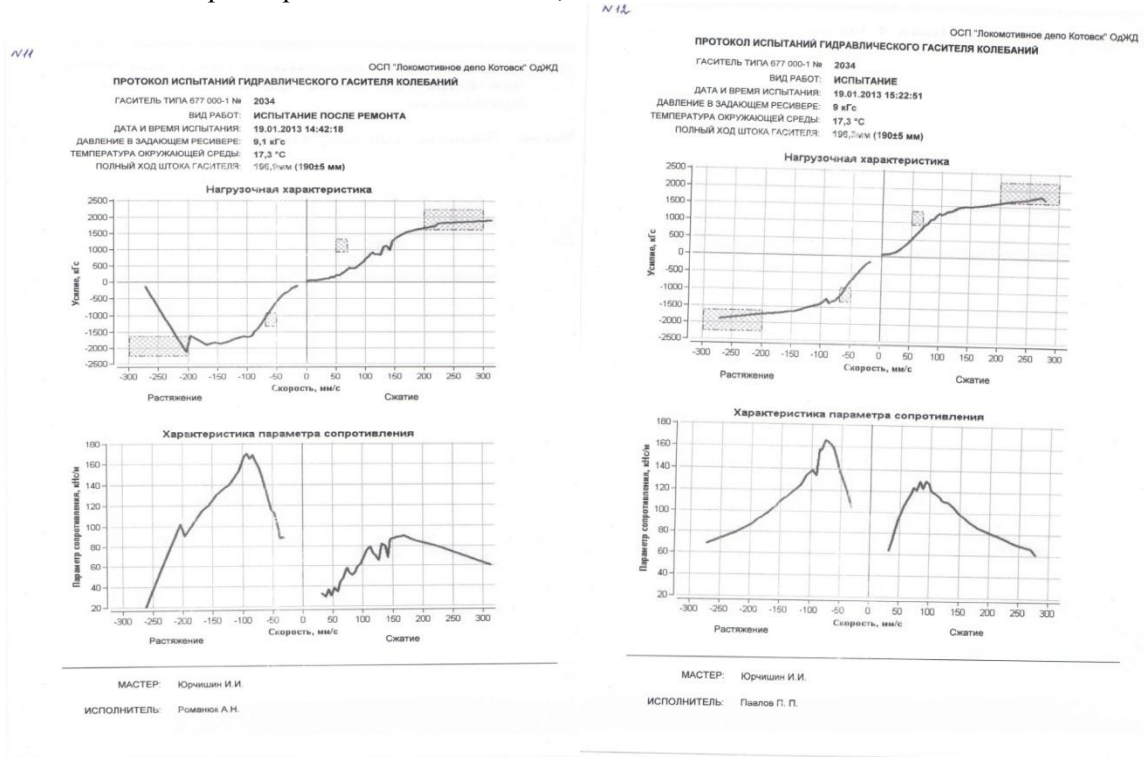 N11
ОСП "Локомотивное депо Котовск" ОдЖД
ПРОТОКОЛ ИСПЫТАНИЙ ГИДРАВЛИЧЕСКОГО ГАСИТЕЛЯ КОЛЕБАНИЙ
ГАСИТЕЛЬ ТИПА 677 000-1 № 2034
ВИД РАБОТ: ИСПЫТАНИЕ ПОСЛЕ РЕМОНТА
ДАТА И ВРЕМЯ ИСПЫТАНИЯ: 19.01.2013 14:42:18
ДАВЛЕНИЕ В ЗАДАЮЩЕМ РЕСИВЕРЕ: 9,1 кГс
ТЕМПЕРАТУРА ОКРУЖАЮЩЕЙ СРЕДЫ: 17,3 °C
ПОЛНЫЙ ХОД ШТОКА ГАСИТЕЛЯ: (190±5 мм)
Нагрузочная характеристика
Усилие, кГс
2500
2000
1500
1000
500
0
-500
-1000
-1500
-2000
-2500
-300 -250 -200 -150 -100 -50 0 50 100 150 200 250 300
Скорость, мм/с
Растяжение Сжатие
Характеристика параметра сопротивления
Параметр сопротивления, кНс/м
180
160
140
120
100
80
60
40
20
-300 -250 -200 -150 -100 -50 0 50 100 150 200 250 300
Скорость, мм/с
Растяжение Сжатие
МАСТЕР: Юрчишин И.И.
ИСПОЛНИТЕЛЬ: Романюк А.Н.
N12
ОСП "Локомотивное депо Котовск" ОдЖД
ПРОТОКОЛ ИСПЫТАНИЙ ГИДРАВЛИЧЕСКОГО ГАСИТЕЛЯ КОЛЕБАНИЙ
ГАСИТЕЛЬ ТИПА 677 000-1 № 2034
ВИД РАБОТ: ИСПЫТАНИЕ
ДАТА И ВРЕМЯ ИСПЫТАНИЯ: 19.01.2013 15:22:51
ДАВЛЕНИЕ В ЗАДАЮЩЕМ РЕСИВЕРЕ: 9 кГс
ТЕМПЕРАТУРА ОКРУЖАЮЩЕЙ СРЕДЫ: 17,3 °C
ПОЛНЫЙ ХОД ШТОКА ГАСИТЕЛЯ: (190±5 мм)
Нагрузочная характеристика
Усилие, кГс
2500
2000
1500
1000
500
0
-500
-1000
-1500
-2000
-2500
-300 -250 -200 -150 -100 -50 0 50 100 150 200 250 300
Скорость, мм/с
Растяжение Сжатие
Характеристика параметра сопротивления
Параметр сопротивления, кНс/м
180
160
140
120
100
80
60
40
20
-300 -250 -200 -150 -100 -50 0 50 100 150 200 250 300
Скорость, мм/с
Растяжение Сжатие
МАСТЕР: Юрчишин И.И.
ИСПОЛНИТЕЛЬ: Павлов П. П.